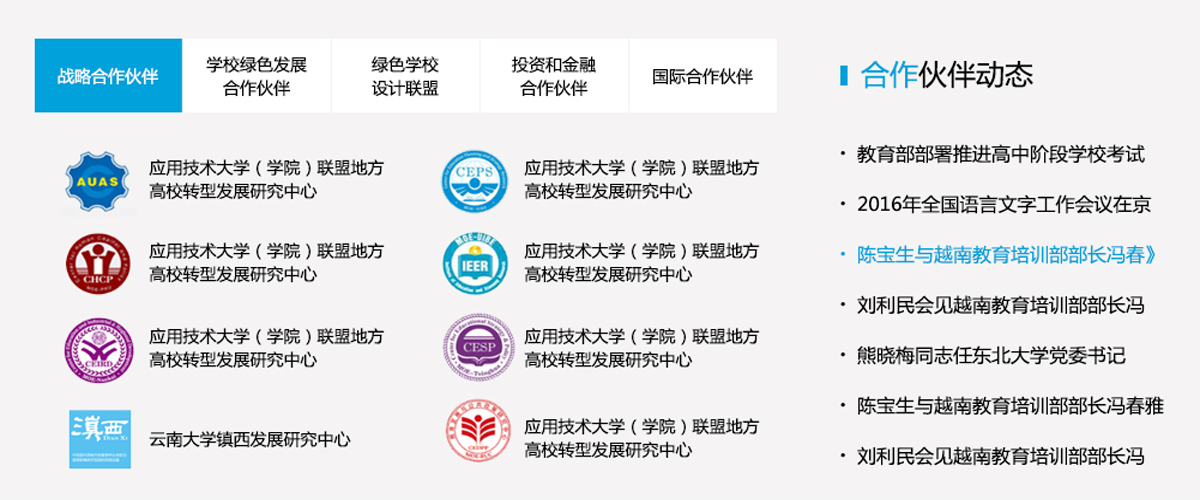 战略合作伙伴
学校绿色发展
合作伙伴
绿色学校
设计联盟
投资和金融
合作伙伴
国际合作伙伴
AUAS
应用技术大学（学院）联盟地方
高校转型发展研究中心
CEPS
应用技术大学（学院）联盟地方
高校转型发展研究中心
CHCP
应用技术大学（学院）联盟地方
高校转型发展研究中心
IEER
应用技术大学（学院）联盟地方
高校转型发展研究中心
CEIRD
应用技术大学（学院）联盟地方
高校转型发展研究中心
CESP
MOE-Tsinghua
应用技术大学（学院）联盟地方
高校转型发展研究中心
滇西
Dian Xi
云南大学镇西发展研究中心
应用技术大学（学院）联盟地方
高校转型发展研究中心
合作伙伴动态
· 教育部部署推进高中阶段学校考试
· 2016年全国语言文字工作会议在京
· 陈宝生与越南教育培训部部长冯春》
· 刘利民会见越南教育培训部部长冯
· 熊晓梅同志任东北大学党委书记
· 陈宝生与越南教育培训部部长冯春雅
· 刘利民会见越南教育培训部部长冯